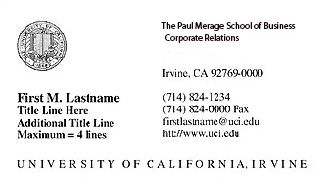 The Paul Merage School of Business
Corporate Relations
Irvine, CA 92769-0000
First M. Lastname
Title Line Here
Additional Title Line
Maximum = 4 lines
(714) 824-1234
(714) 824-0000 Fax
firstlastname@uci.edu
http://www.uci.edu
UNIVERSITY OF CALIFORNIA, IRVINE